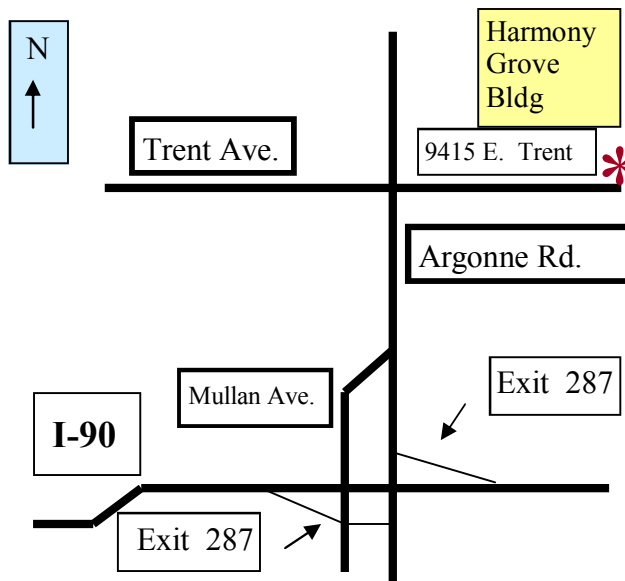 N
Harmony
Grove
Bldg
Trent Ave.
9415 E. Trent
*
Argonne Rd.
Mullan Ave.
Exit 287
I-90
Exit 287